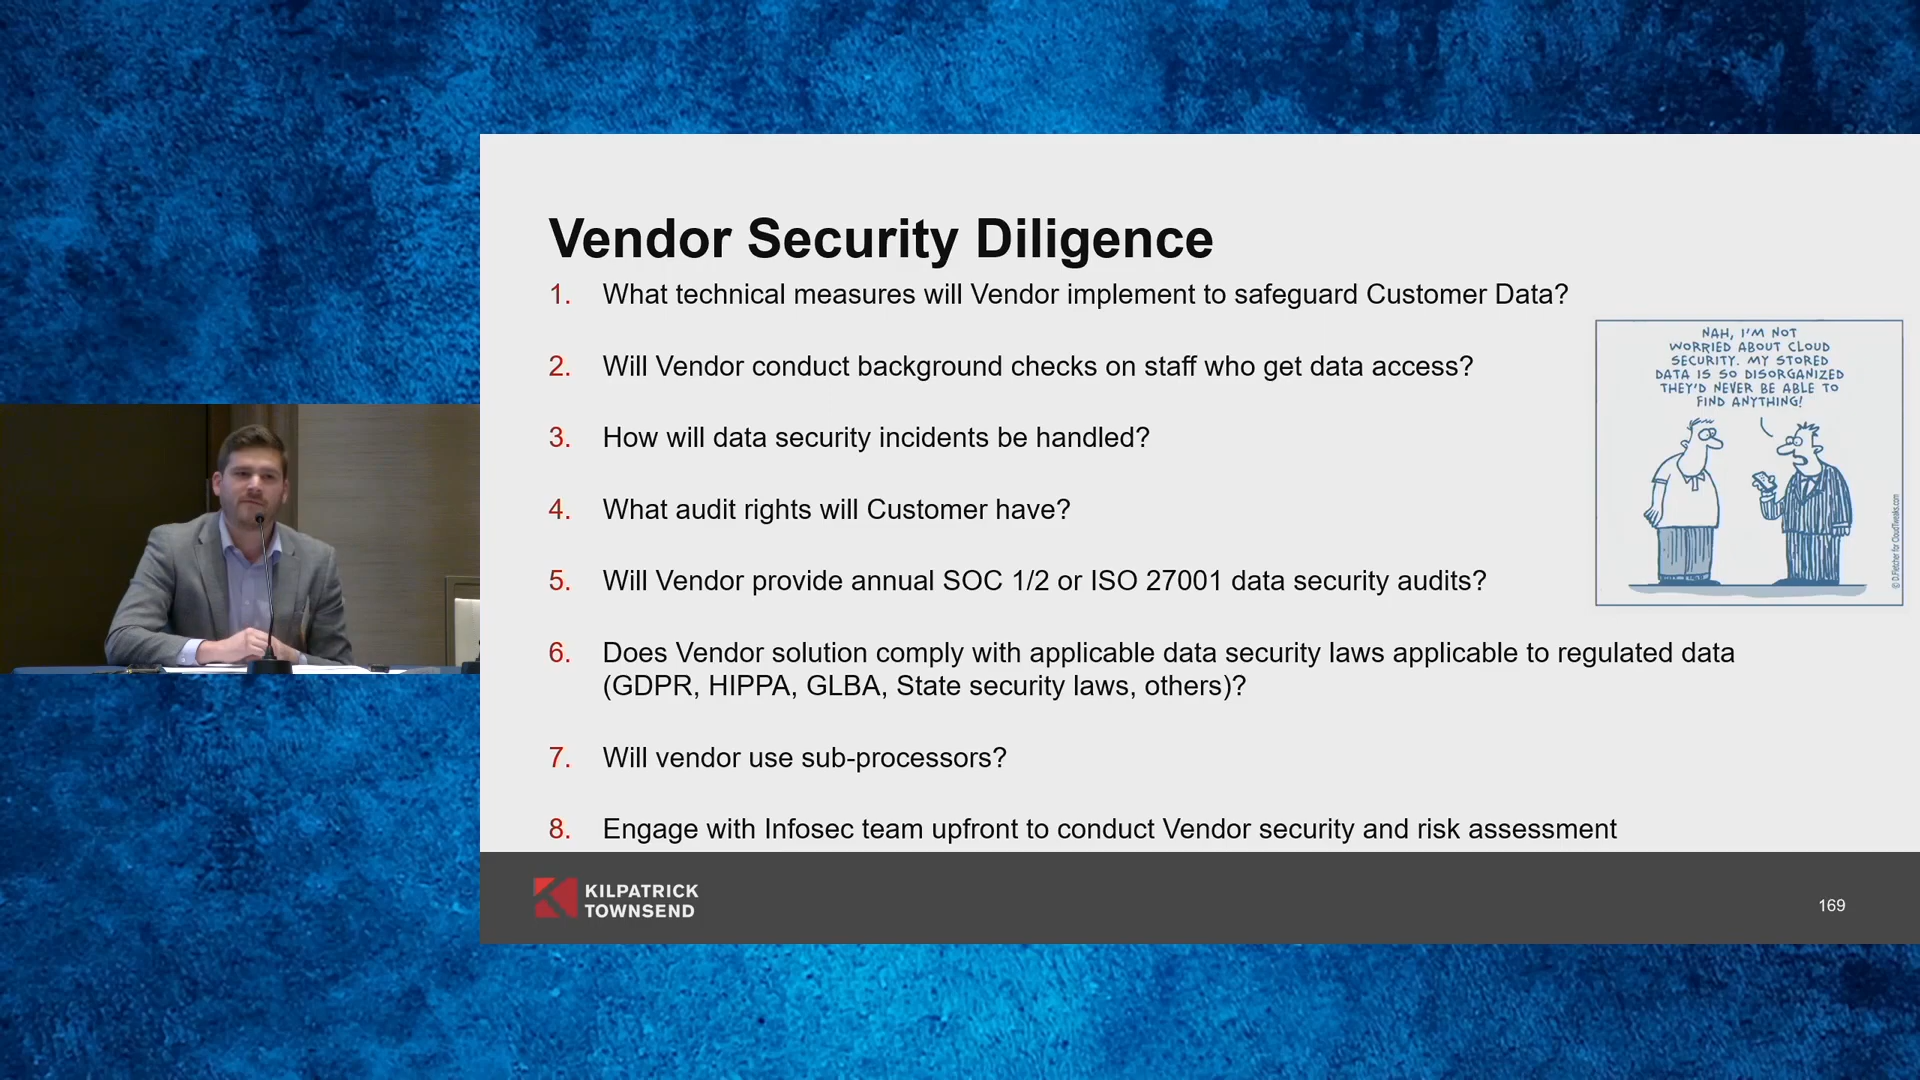 Vendor Security Diligence
1. What technical measures will Vendor implement to safeguard Customer Data?
2. Will Vendor conduct background checks on staff who get data access?
3. How will data security incidents be handled?
4. What audit rights will Customer have?
5. Will Vendor provide annual SOC 1/2 or ISO 27001 data security audits?
6. Does Vendor solution comply with applicable data security laws applicable to regulated data
(GDPR, HIPPA, GLBA, State security laws, others)?
7. Will vendor use sub-processors?
8. Engage with Infosec team upfront to conduct Vendor security and risk assessment
NAH, I'M NOT
WORRIED ABOUT CLOUD
SECURITY. MY STORED
DATA IS SO DISORGANIZED
THEY'D NEVER BE ABLE TO
FIND ANYTHING!
© D.Fletcher for CloudTweaks.com
KILPATRICK
TOWNSEND
169